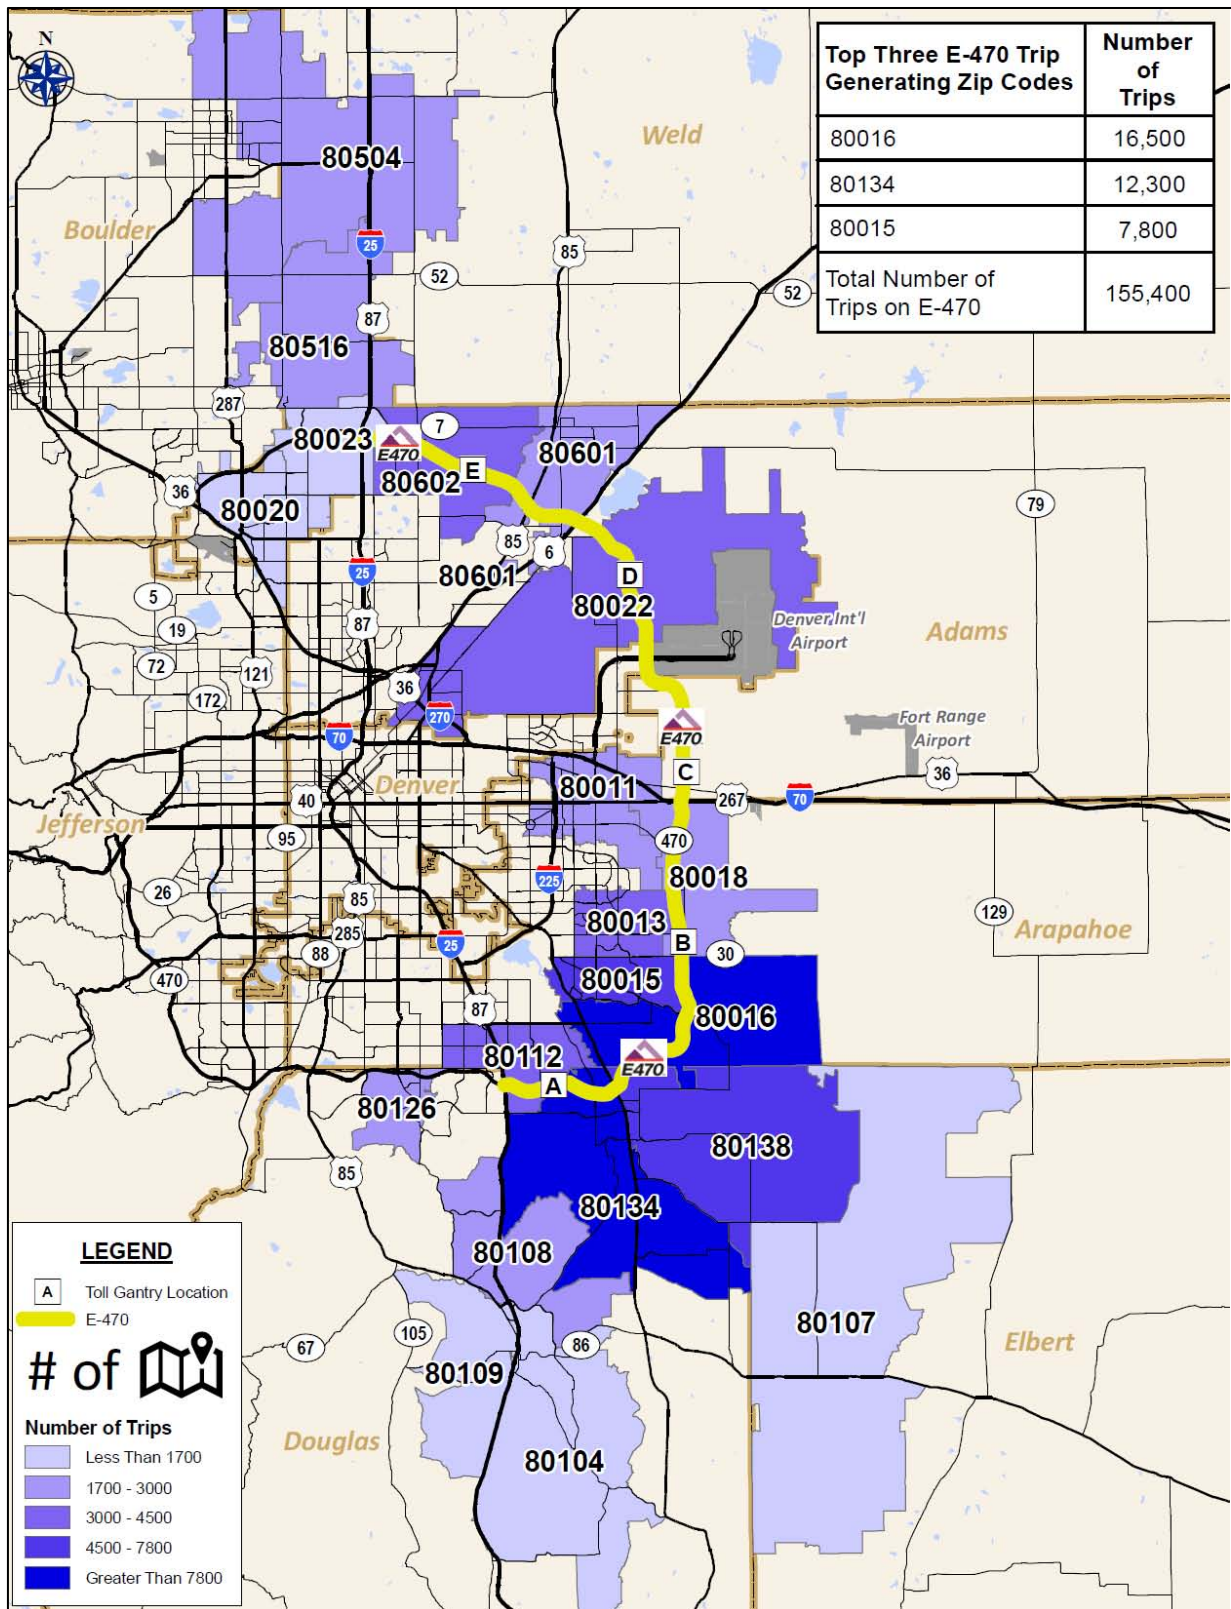 N
Top Three E-470 Trip
Generating Zip Codes
Number
of
Trips
80016
16,500
80134
12,300
80015
7,800
Total Number of
Trips on E-470
155,400
Weld
80504
Boulder
25
85
52
52
87
80516
287
7
80023
E470
80601
80602
E
36
80020
79
85
6
25
80601
D
5
80022
Denver Int'l
Airport
19
87
Adams
72
121
36
172
270
E470
Fort Range
Airport
70
C
36
Denver
80011
40
267
70
Jefferson
95
470
225
80018
26
85
129
80013
285
25
B
Arapahoe
88
30
470
80015
87
80016
80112
E470
A
80126
80138
85
80134
80108
LEGEND
A
Toll Gantry Location
E-470
# of
Number of Trips
Less Than 1700
1700 - 3000
3000 - 4500
4500 - 7800
Greater Than 7800
80107
105
86
67
Elbert
80109
Douglas
80104